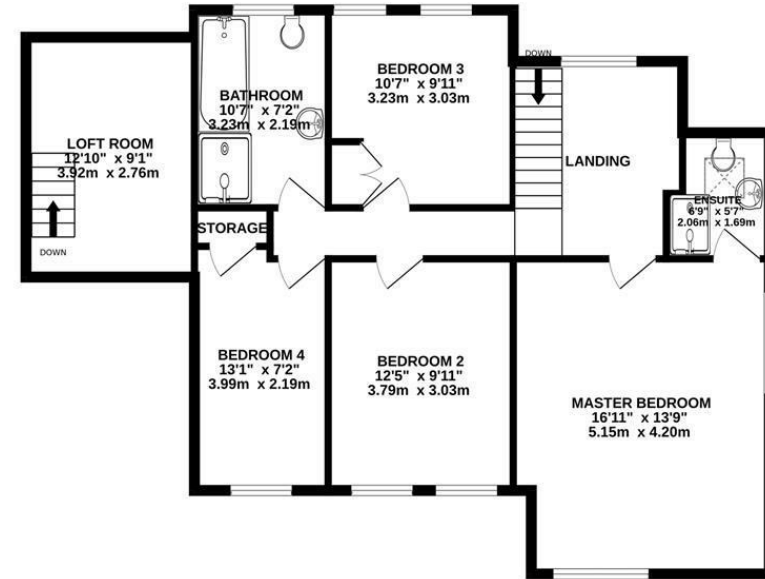 LOFT ROOM
12'10" x 9'1"
3.92m x 2.76m
DOWN
BATHROOM
10'7" x 7'2"
3.23m x 2.19m
BEDROOM 3
10'7" x 9'11"
3.23m x 3.03m
DOWN
LANDING
ENSUITE
6'9" x 5'7"
2.06m x 1.69m
STORAGE
BEDROOM 4
13'1" x 7'2"
3.99m x 2.19m
BEDROOM 2
12'5" x 9'11"
3.79m x 3.03m
MASTER BEDROOM
16'11" x 13'9"
5.15m x 4.20m